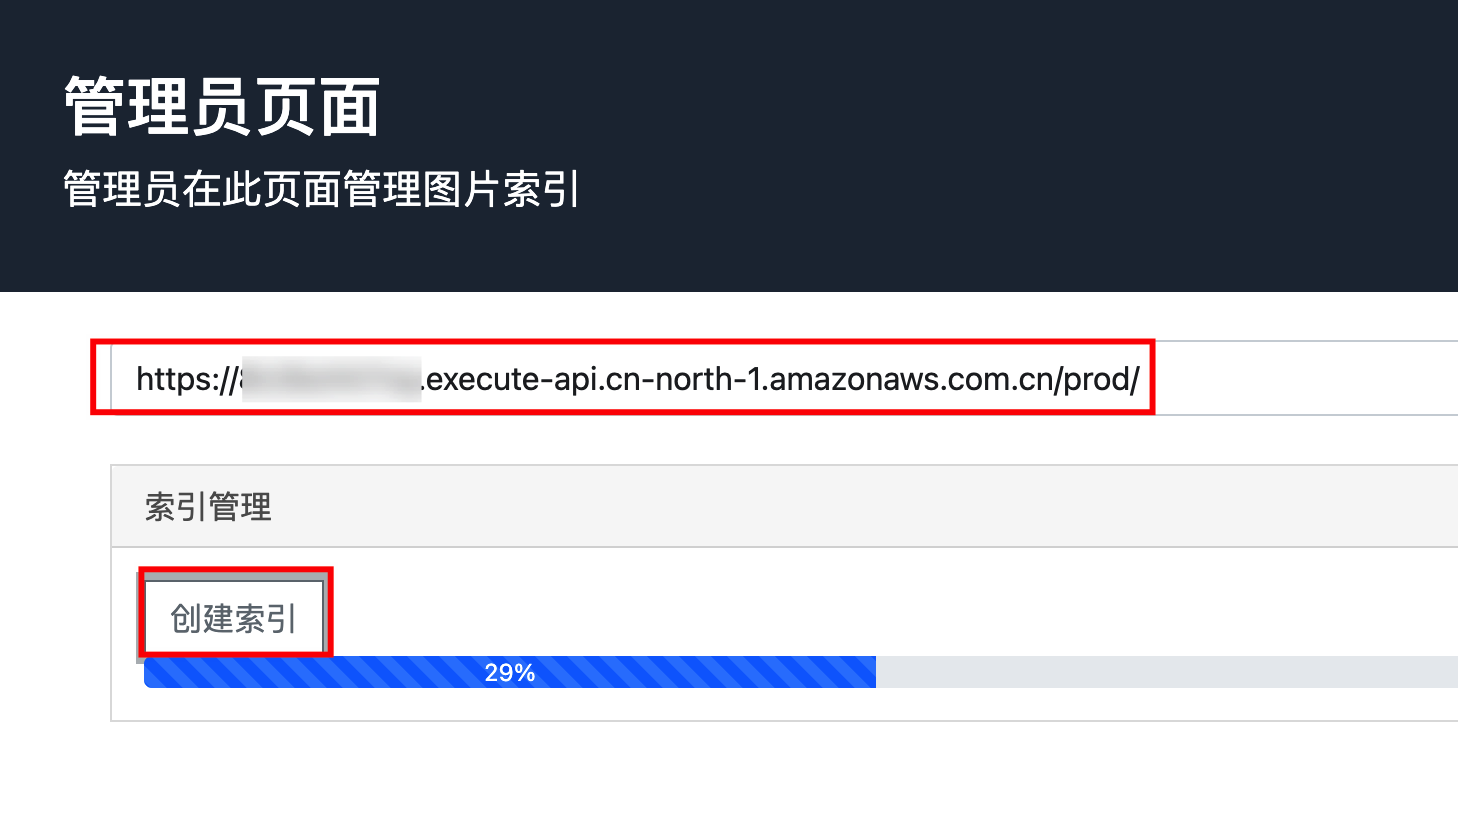 管理员页面
管理员在此页面管理图片索引
https:// .execute-api.cn-north-1.amazonaws.com.cn/prod/
索引管理
创建索引
29%